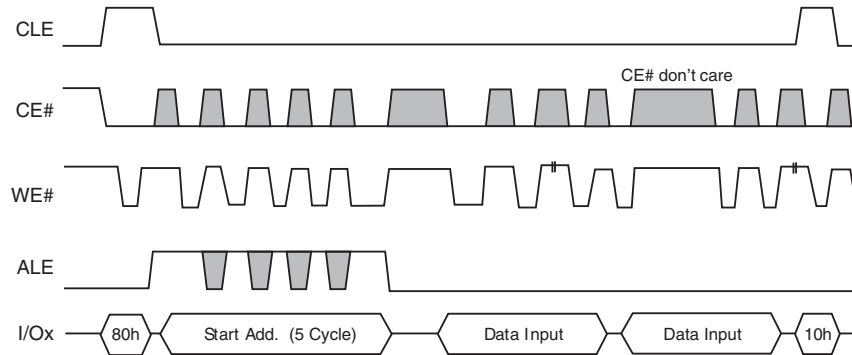 CLE
CE# don't care
CE#
WE#
ALE
I/Ox
80h
Start Add. (5 Cycle)
Data Input
Data Input
10h